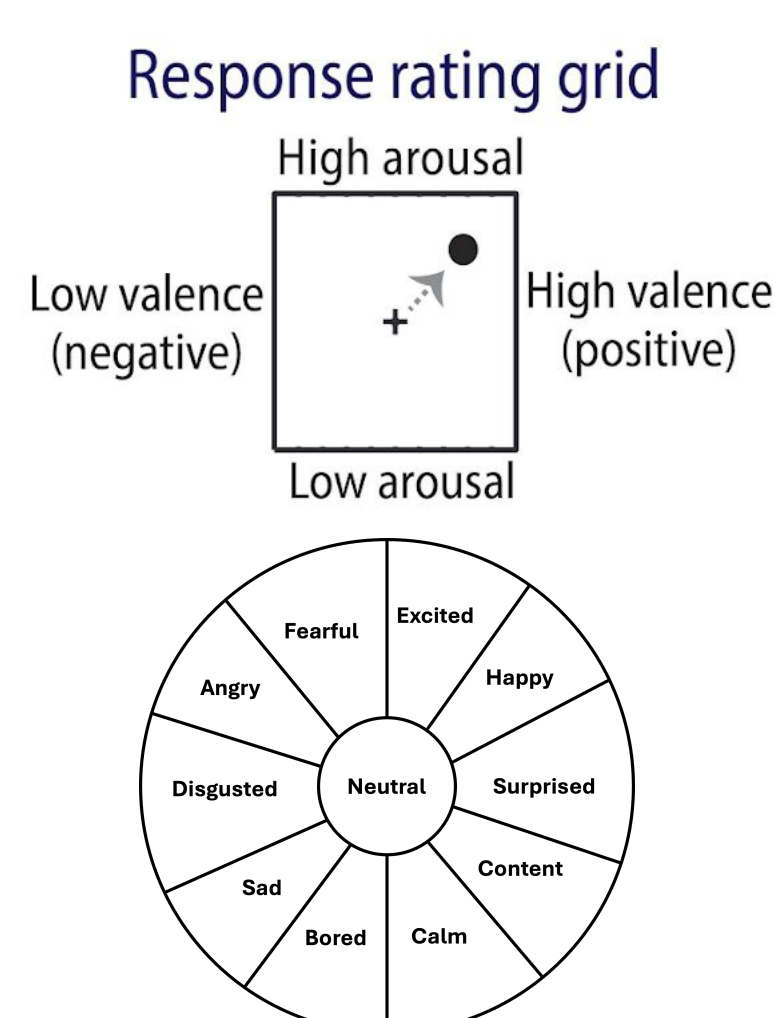 Response rating grid
High arousal
Low valence
(negative)
High valence
(positive)
Low arousal
Fearful
Excited
Angry
Happy
Disgusted
Neutral
Surprised
Sad
Content
Bored
Calm